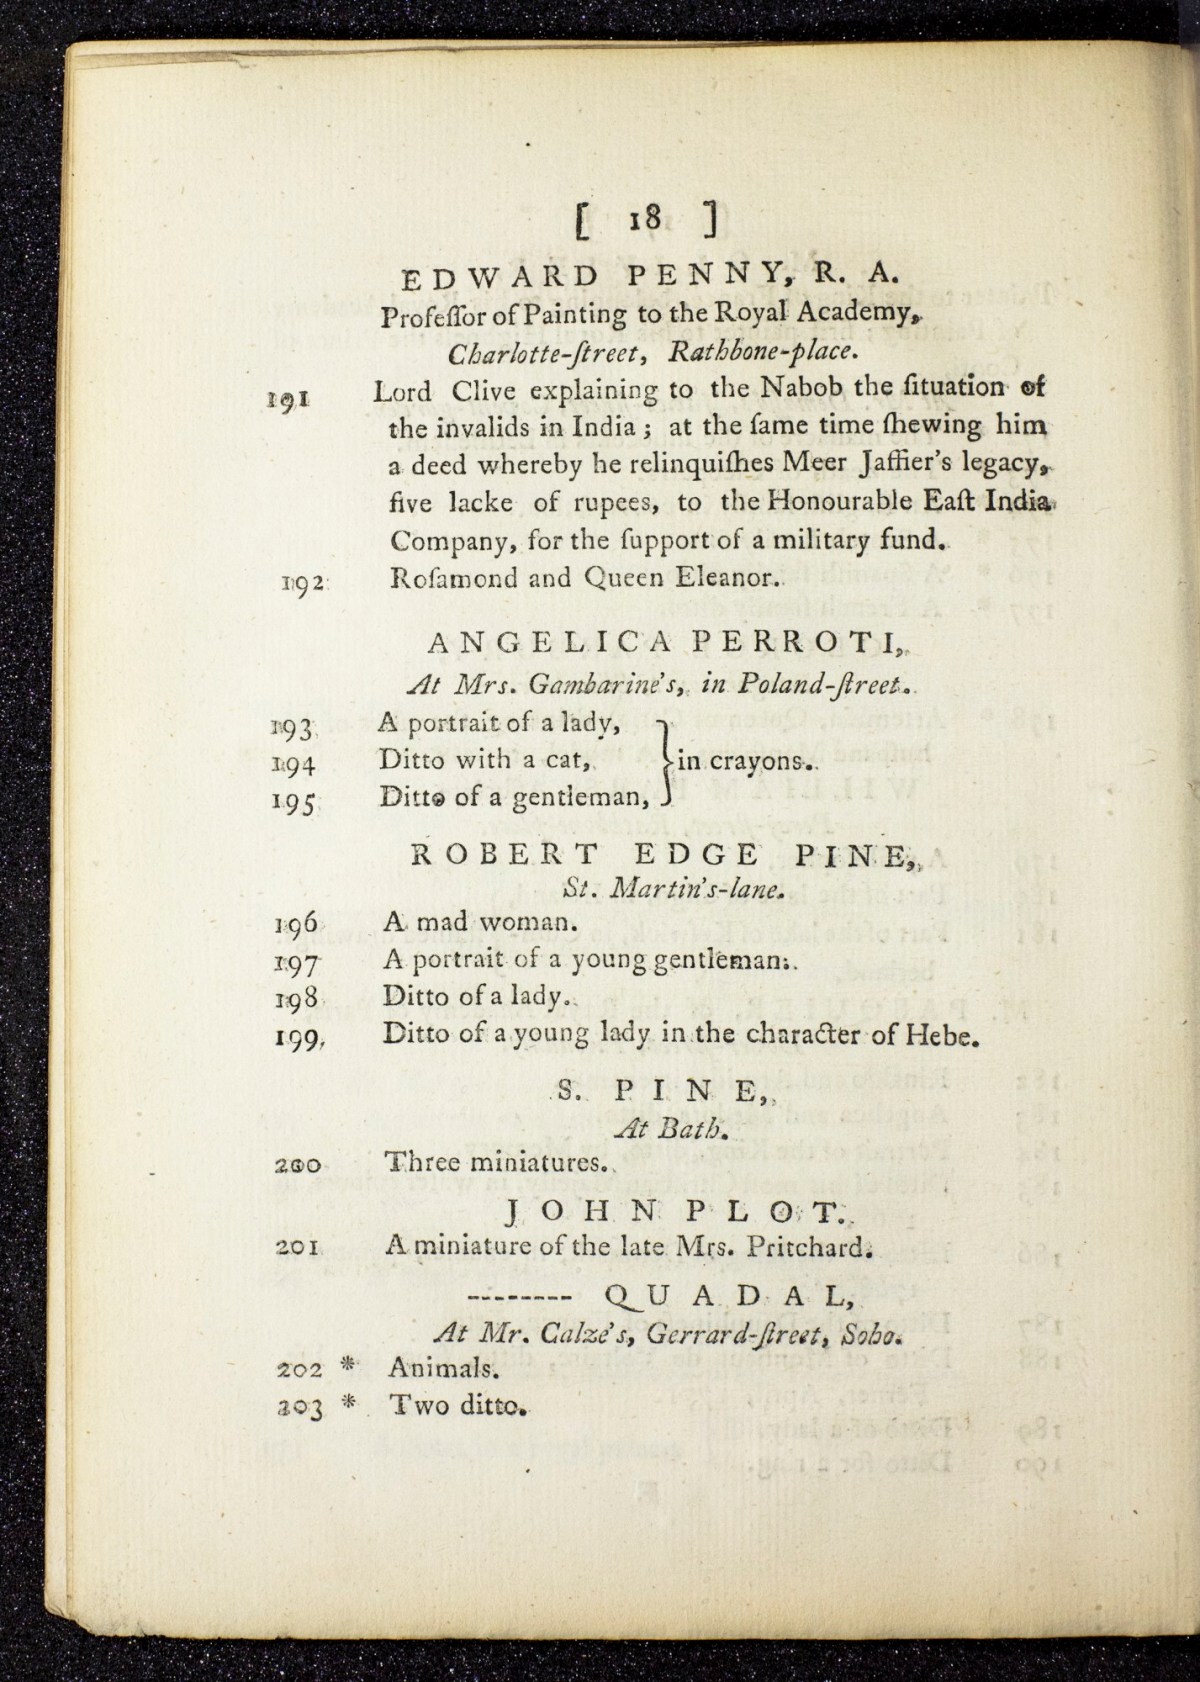 [ 18 ]
EDWARD PENNY, R. A.
Profeſſor of Painting to the Royal Academy,
Charlotte-ſtreet, Rathbone-place.
191 Lord Clive explaining to the Nabob the ſituation of
the invalids in India; at the ſame time ſhewing him
a deed whereby he relinquiſhes Meer Jaffier's legacy,
five lacke of rupees, to the Honourable Eaſt India
Company, for the ſupport of a military fund.
192 Roſamond and Queen Eleanor.
ANGELICA PERROTI,
At Mrs. Gambarine's, in Poland-ſtreet.
193 A portrait of a lady,
194 Ditto with a cat, } in crayons.
195 Ditto of a gentleman,
ROBERT EDGE PINE,
St. Martin's-lane.
196 A mad woman.
197 A portrait of a young gentleman.
198 Ditto of a lady.
199 Ditto of a young lady in the character of Hebe.
S. PINE,
At Bath.
200 Three miniatures.
JOHN PLOT.
201 A miniature of the late Mrs. Pritchard.
-------- QUADAL,
At Mr. Calze's, Gerrard-ſtreet, Soho.
202 * Animals.
203 * Two ditto.